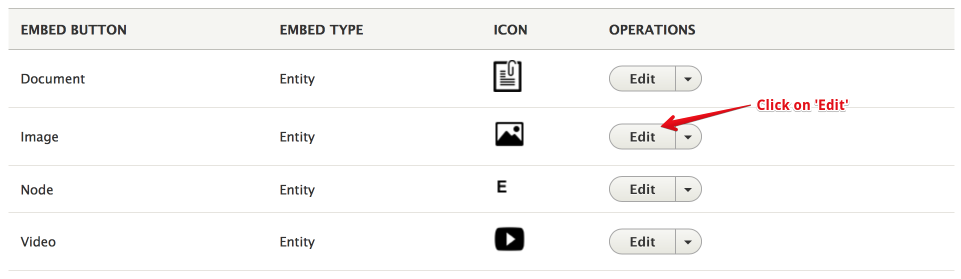 EMBED BUTTON EMBED TYPE ICON OPERATIONS
Document Entity Edit
Click on 'Edit'
Image Entity Edit
Node Entity E Edit
Video Entity Edit